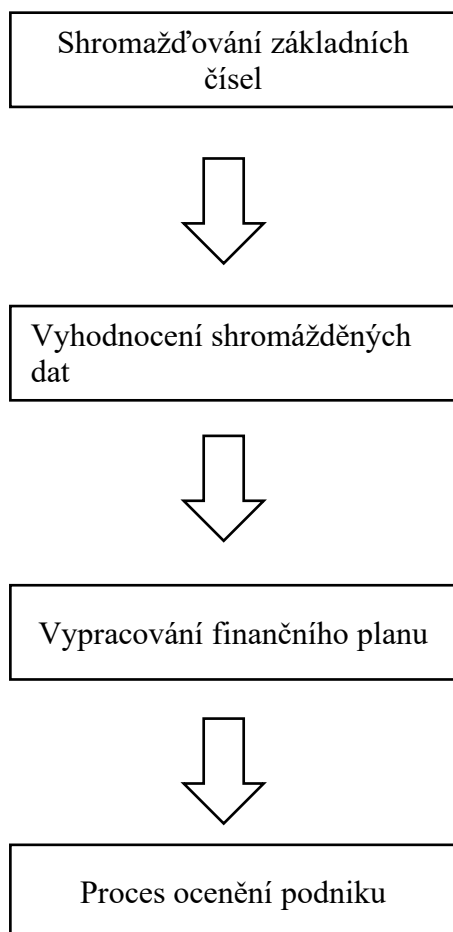 Shromažďování základních
čísel
Vyhodnocení shromážděných
dat
Vypracování finančního planu
Proces ocenění podniku